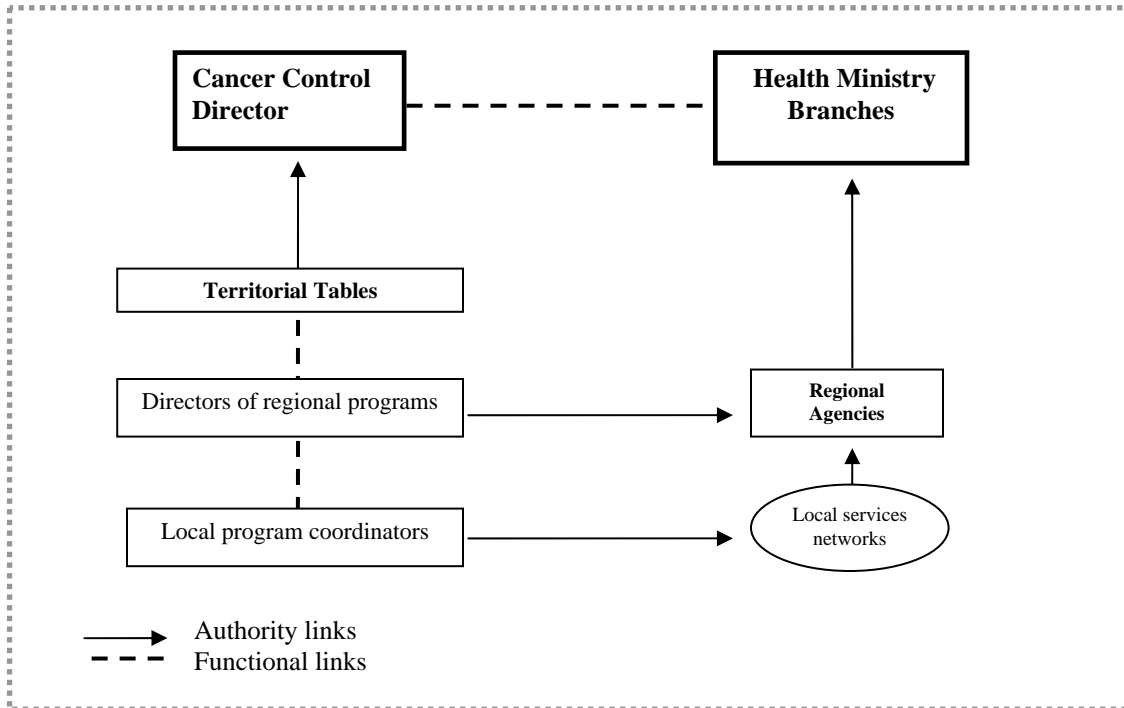 Cancer Control
Director
Health Ministry
Branches
Territorial Tables
Directors of regional programs
Regional
Agencies
Local program coordinators
Local services
networks
Authority links
Functional links